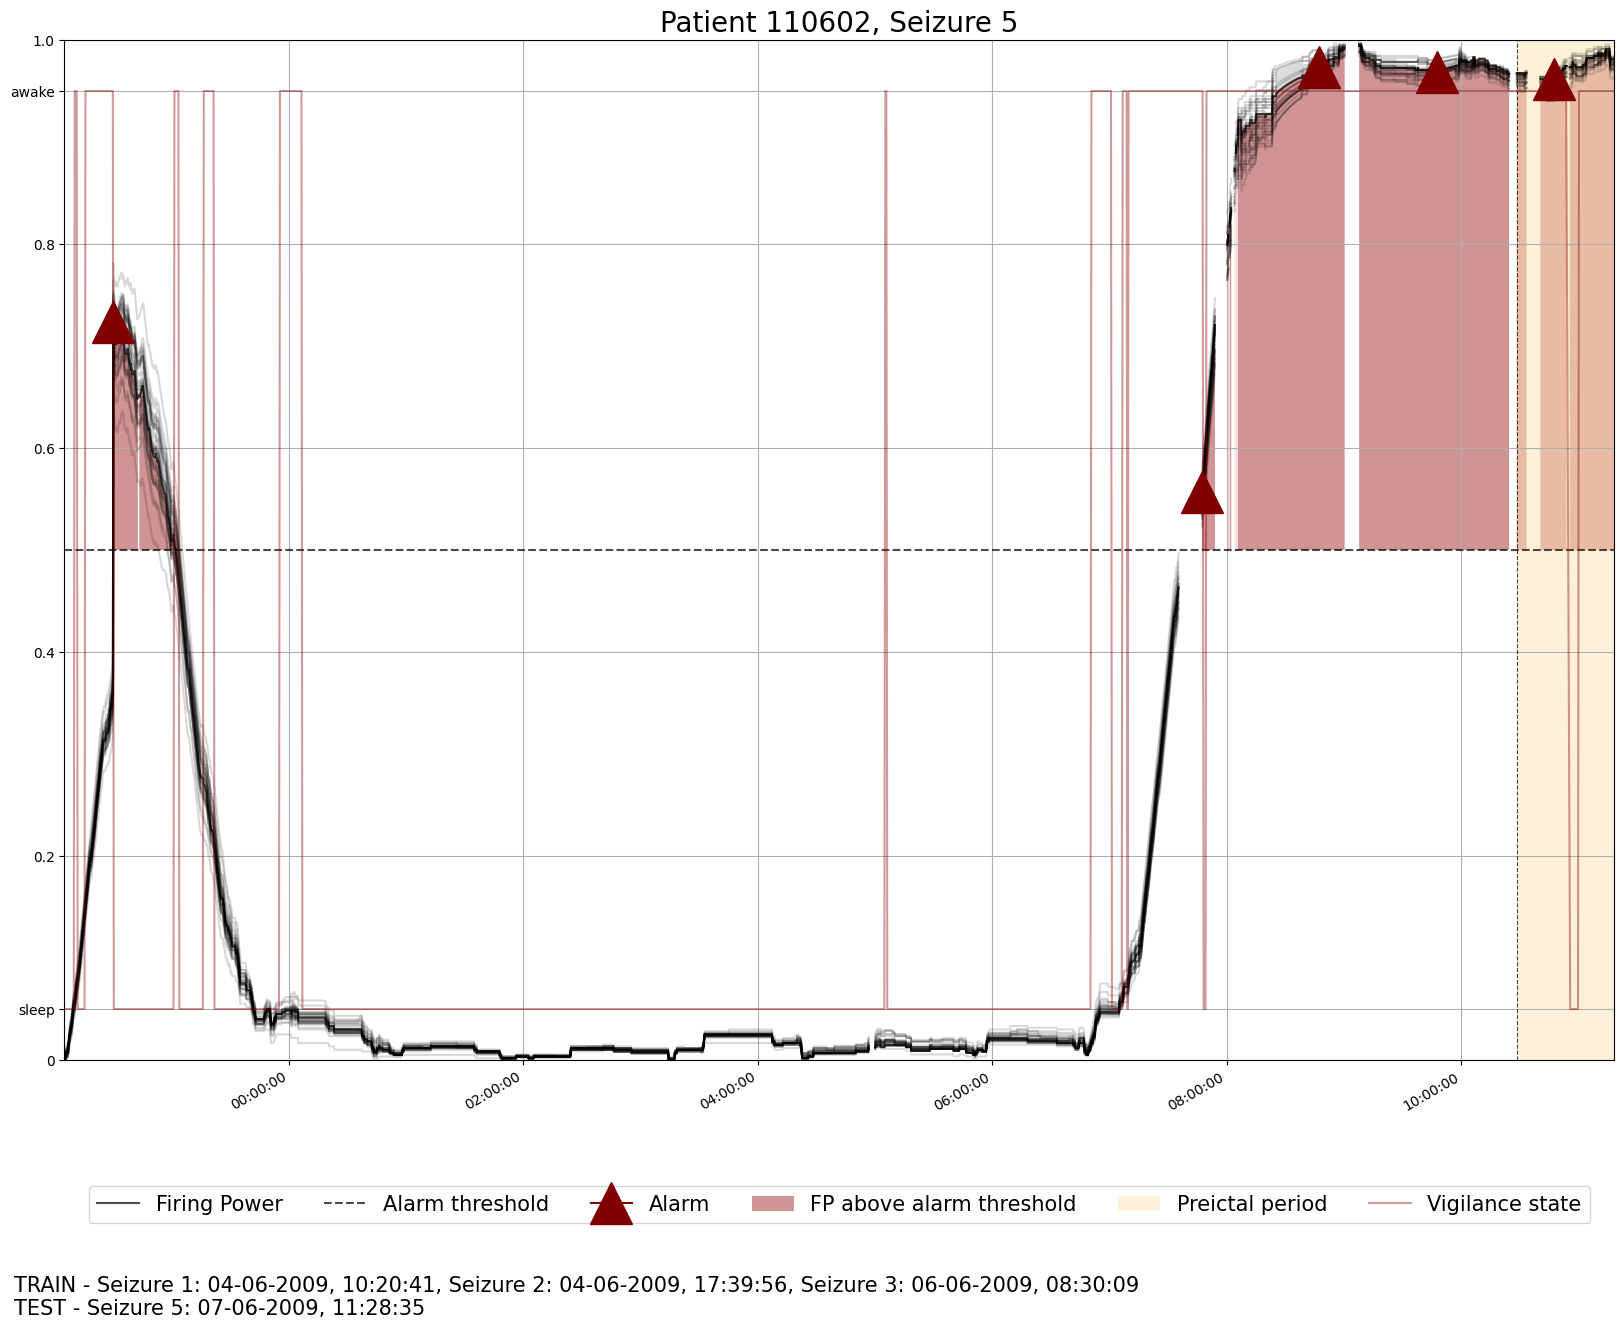 Patient 110602, Seizure 5
1.0
awake
0.8
0.6
0.4
0.2
sleep
0
00:00:00
02:00:00
04:00:00
06:00:00
08:00:00
10:00:00
Firing Power
Alarm threshold
Alarm
FP above alarm threshold
Preictal period
Vigilance state
TRAIN - Seizure 1: 04-06-2009, 10:20:41, Seizure 2: 04-06-2009, 17:39:56, Seizure 3: 06-06-2009, 08:30:09
TEST - Seizure 5: 07-06-2009, 11:28:35